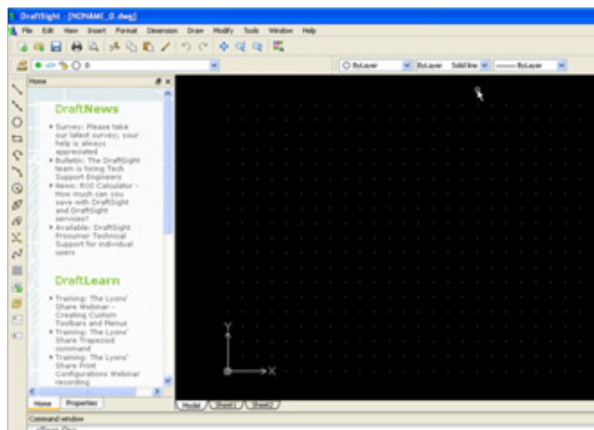 DraftSight - [NONAME_0.dwg]
File Edit View Insert Format Dimension Draw Modify Tools Window Help
0
ByLayer ByLayer Solid line ByLayer
Home
DraftNews
Survey: Please take
our latest survey; your
help is always
appreciated
Bulletin: The DraftSight
team is hiring Tech
Support Engineers
News: ROI Calculator -
How much can you
save with DraftSight
and DraftSight
services?
Available: DraftSight
Prosumer Technical
Support for individual
users
DraftLearn
Training: The Lyons'
Share Webinar -
Creating Custom
Toolbars and Menus
Training: The Lyons'
Share Trapezoid
command
Training: The Lyons'
Share Print
Configurations Webinar
recording
Y
X
Home Properties
Model Sheet1 Sheet2
Command window